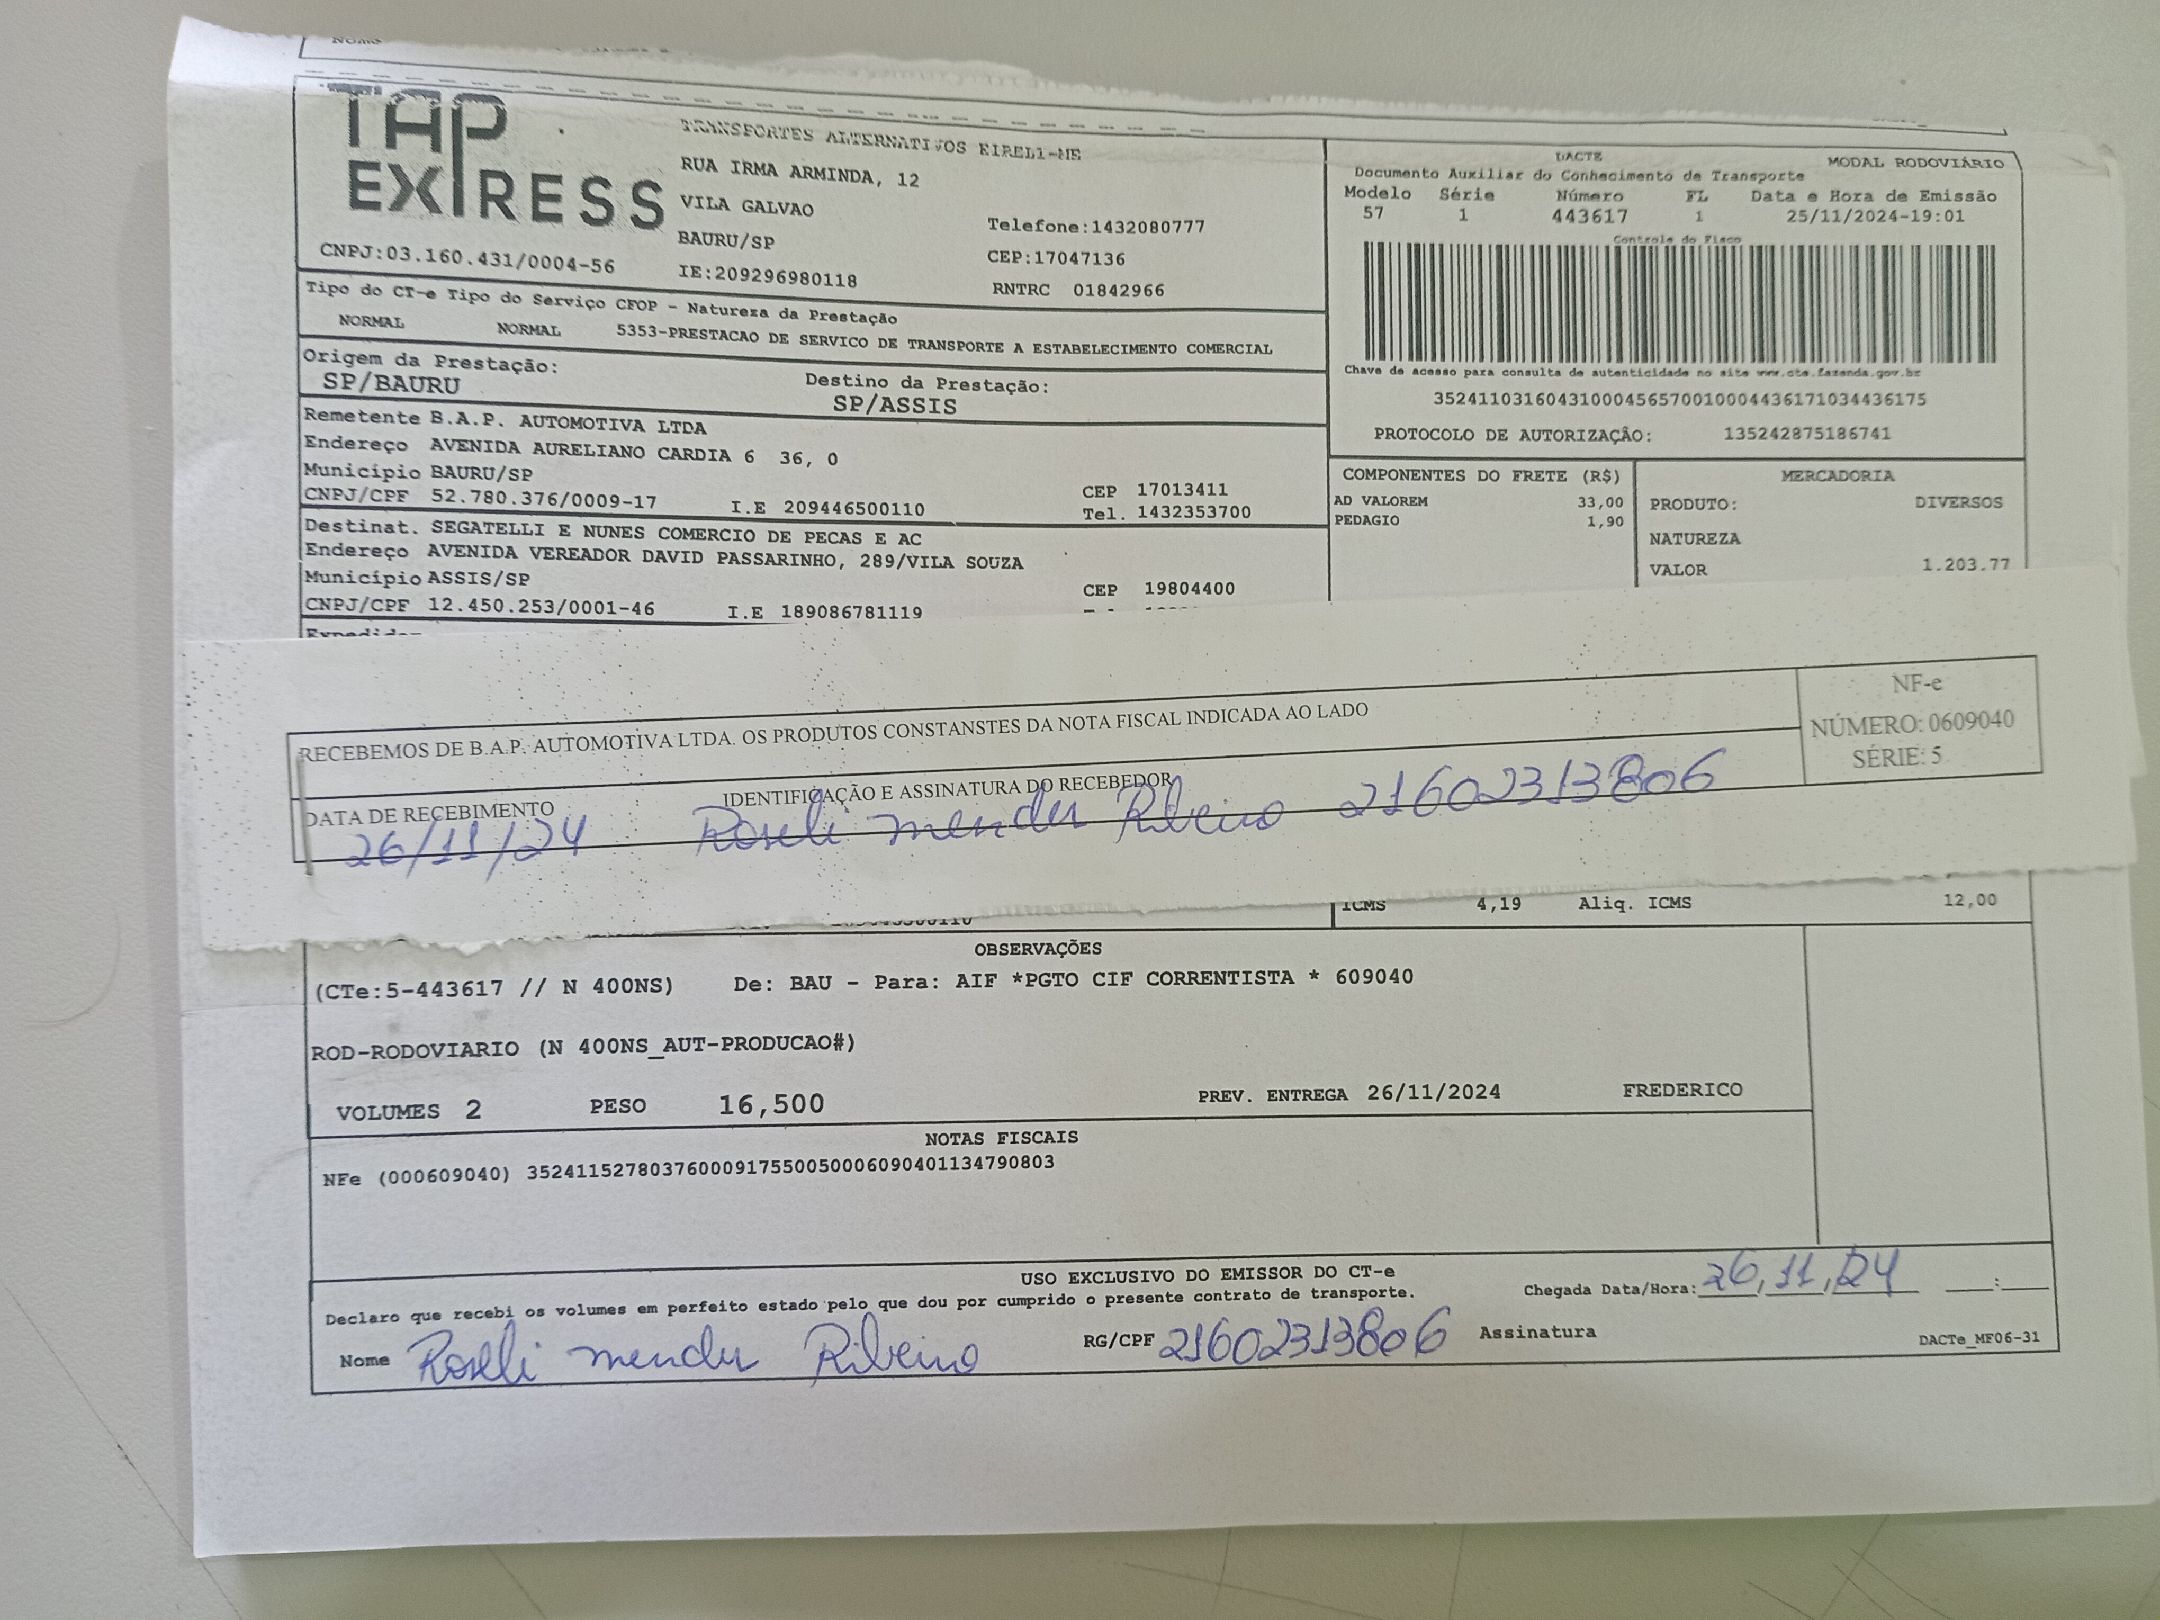 TAP
EXPRESS
CNPJ:03.160.431/0004-56
TRANSPORTES ALTERNATIVOS EIRELI-ME
RUA IRMA ARMINDA, 12
VILA GALVAO
BAURU/SP
IE:209296980118
Telefone:1432080777
CEP:17047136
RNTRC 01842966
DACTE
MODAL RODOVIÁRIO
Documento Auxiliar do Conhecimento de Transporte
Modelo Série Número FL Data e Hora de Emissão
57 1 443617 1 25/11/2024-19:01
Controle do Fisco
Chave de acesso para consulta de autenticidade no site www.cte.fazenda.gov.br
35241103160431000456570010004436171034436175
PROTOCOLO DE AUTORIZAÇÃO: 135242875186741
Tipo do CT-e Tipo do Serviço CFOP - Natureza da Prestação
NORMAL NORMAL 5353-PRESTACAO DE SERVICO DE TRANSPORTE A ESTABELECIMENTO COMERCIAL
Origem da Prestação: Destino da Prestação:
SP/BAURU SP/ASSIS
Remetente B.A.P. AUTOMOTIVA LTDA
Endereço AVENIDA AURELIANO CARDIA 6 36, 0
Município BAURU/SP CEP 17013411
CNPJ/CPF 52.780.376/0009-17 I.E 209446500110 Tel. 1432353700
Destinat. SEGATELLI E NUNES COMERCIO DE PECAS E AC
Endereço AVENIDA VEREADOR DAVID PASSARINHO, 289/VILA SOUZA
Município ASSIS/SP CEP 19804400
CNPJ/CPF 12.450.253/0001-46 I.E 189086781119
COMPONENTES DO FRETE (R$)
AD VALOREM 33,00
PEDAGIO 1,90
MERCADORIA
PRODUTO: DIVERSOS
NATUREZA
VALOR 1.203.77
RECEBEMOS DE B.A.P. AUTOMOTIVA LTDA. OS PRODUTOS CONSTANSTES DA NOTA FISCAL INDICADA AO LADO
NF-e
NÚMERO: 0609040
SÉRIE: 5
DATA DE RECEBIMENTO IDENTIFICAÇÃO E ASSINATURA DO RECEBEDOR
26/11/24 Roseli mendes Ribeiro 21602313806
ICMS 4,19 Aliq. ICMS 12,00
OBSERVAÇÕES
(CTe:5-443617 // N 400NS) De: BAU - Para: AIF *PGTO CIF CORRENTISTA * 609040
ROD-RODOVIARIO (N 400NS_AUT-PRODUCAO#)
VOLUMES 2 PESO 16,500 PREV. ENTREGA 26/11/2024 FREDERICO
NOTAS FISCAIS
NFe (000609040) 35241152780376000917550050006090401134790803
USO EXCLUSIVO DO EMISSOR DO CT-e
Declaro que recebi os volumes em perfeito estado pelo que dou por cumprido o presente contrato de transporte. Chegada Data/Hora: 26,11,24 :
Nome Roseli mendes Ribeiro RG/CPF 21602313806 Assinatura
DACTe_MF06-31